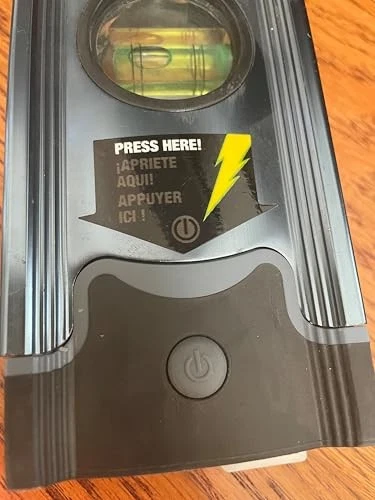 PRESS HERE!
¡APRIETE
AQUI!
APPUYER
ICI !